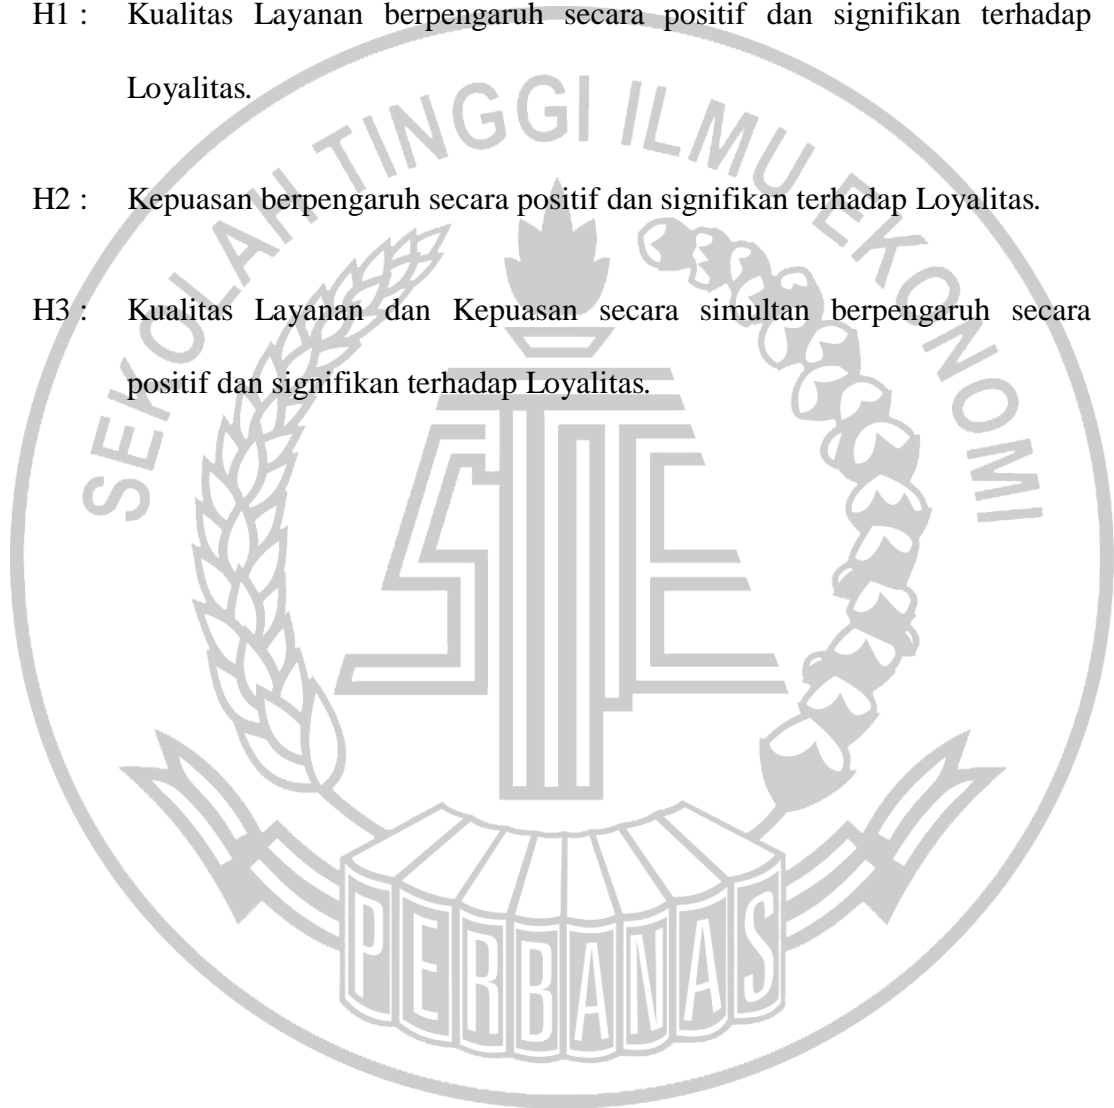 H1 : Kualitas Layanan berpengaruh secara positif dan signifikan terhadap
Loyalitas.
H2 : Kepuasan berpengaruh secara positif dan signifikan terhadap Loyalitas.
H3 : Kualitas Layanan dan Kepuasan secara simultan berpengaruh secara
positif dan signifikan terhadap Loyalitas.
SEKOLAH TINGGI ILMU EKONOMI
STIE
PERBANAS